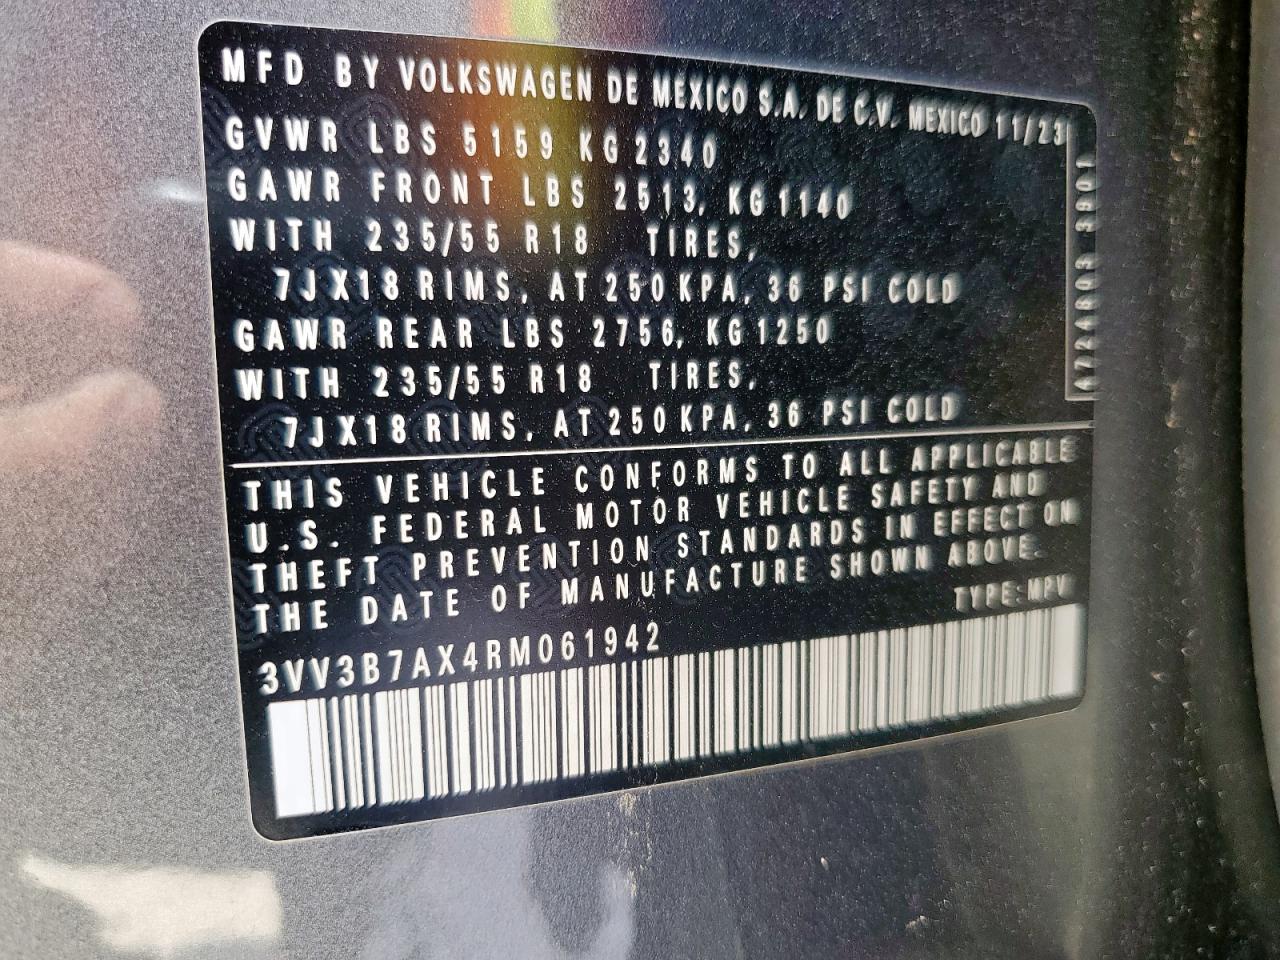 MFD BY VOLKSWAGEN DE MEXICO S.A. DE C.V. MEXICO 11/23
GVWR LBS 5159 KG 2340
GAWR FRONT LBS 2513, KG 1140
WITH 235/55 R18 TIRES,
7JX18 RIMS, AT 250 KPA, 36 PSI COLD
GAWR REAR LBS 2756, KG 1250
WITH 235/55 R18 TIRES,
7JX18 RIMS, AT 250 KPA, 36 PSI COLD
THIS VEHICLE CONFORMS TO ALL APPLICABLE
U.S. FEDERAL MOTOR VEHICLE SAFETY AND
THEFT PREVENTION STANDARDS IN EFFECT ON
THE DATE OF MANUFACTURE SHOWN ABOVE.
TYPE:MPV
3VV3B7AX4RM061942